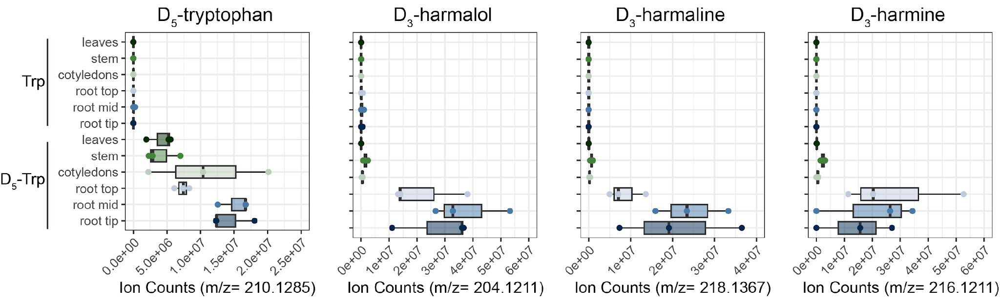 D5-tryptophan
D3-harmalol
D3-harmaline
D3-harmine
Trp
leaves
stem
cotyledons
root top
root mid
root tip
D5-Trp
leaves
stem
cotyledons
root top
root mid
root tip
0.0e+00 5.0e+06 1.0e+07 1.5e+07 2.0e+07 2.5e+07
0e+00 1e+07 2e+07 3e+07 4e+07 5e+07 6e+07
0e+00 1e+07 2e+07 3e+07 4e+07
0e+00 1e+07 2e+07 3e+07 4e+07 5e+07 6e+07
Ion Counts (m/z= 210.1285)
Ion Counts (m/z= 204.1211)
Ion Counts (m/z= 218.1367)
Ion Counts (m/z= 216.1211)